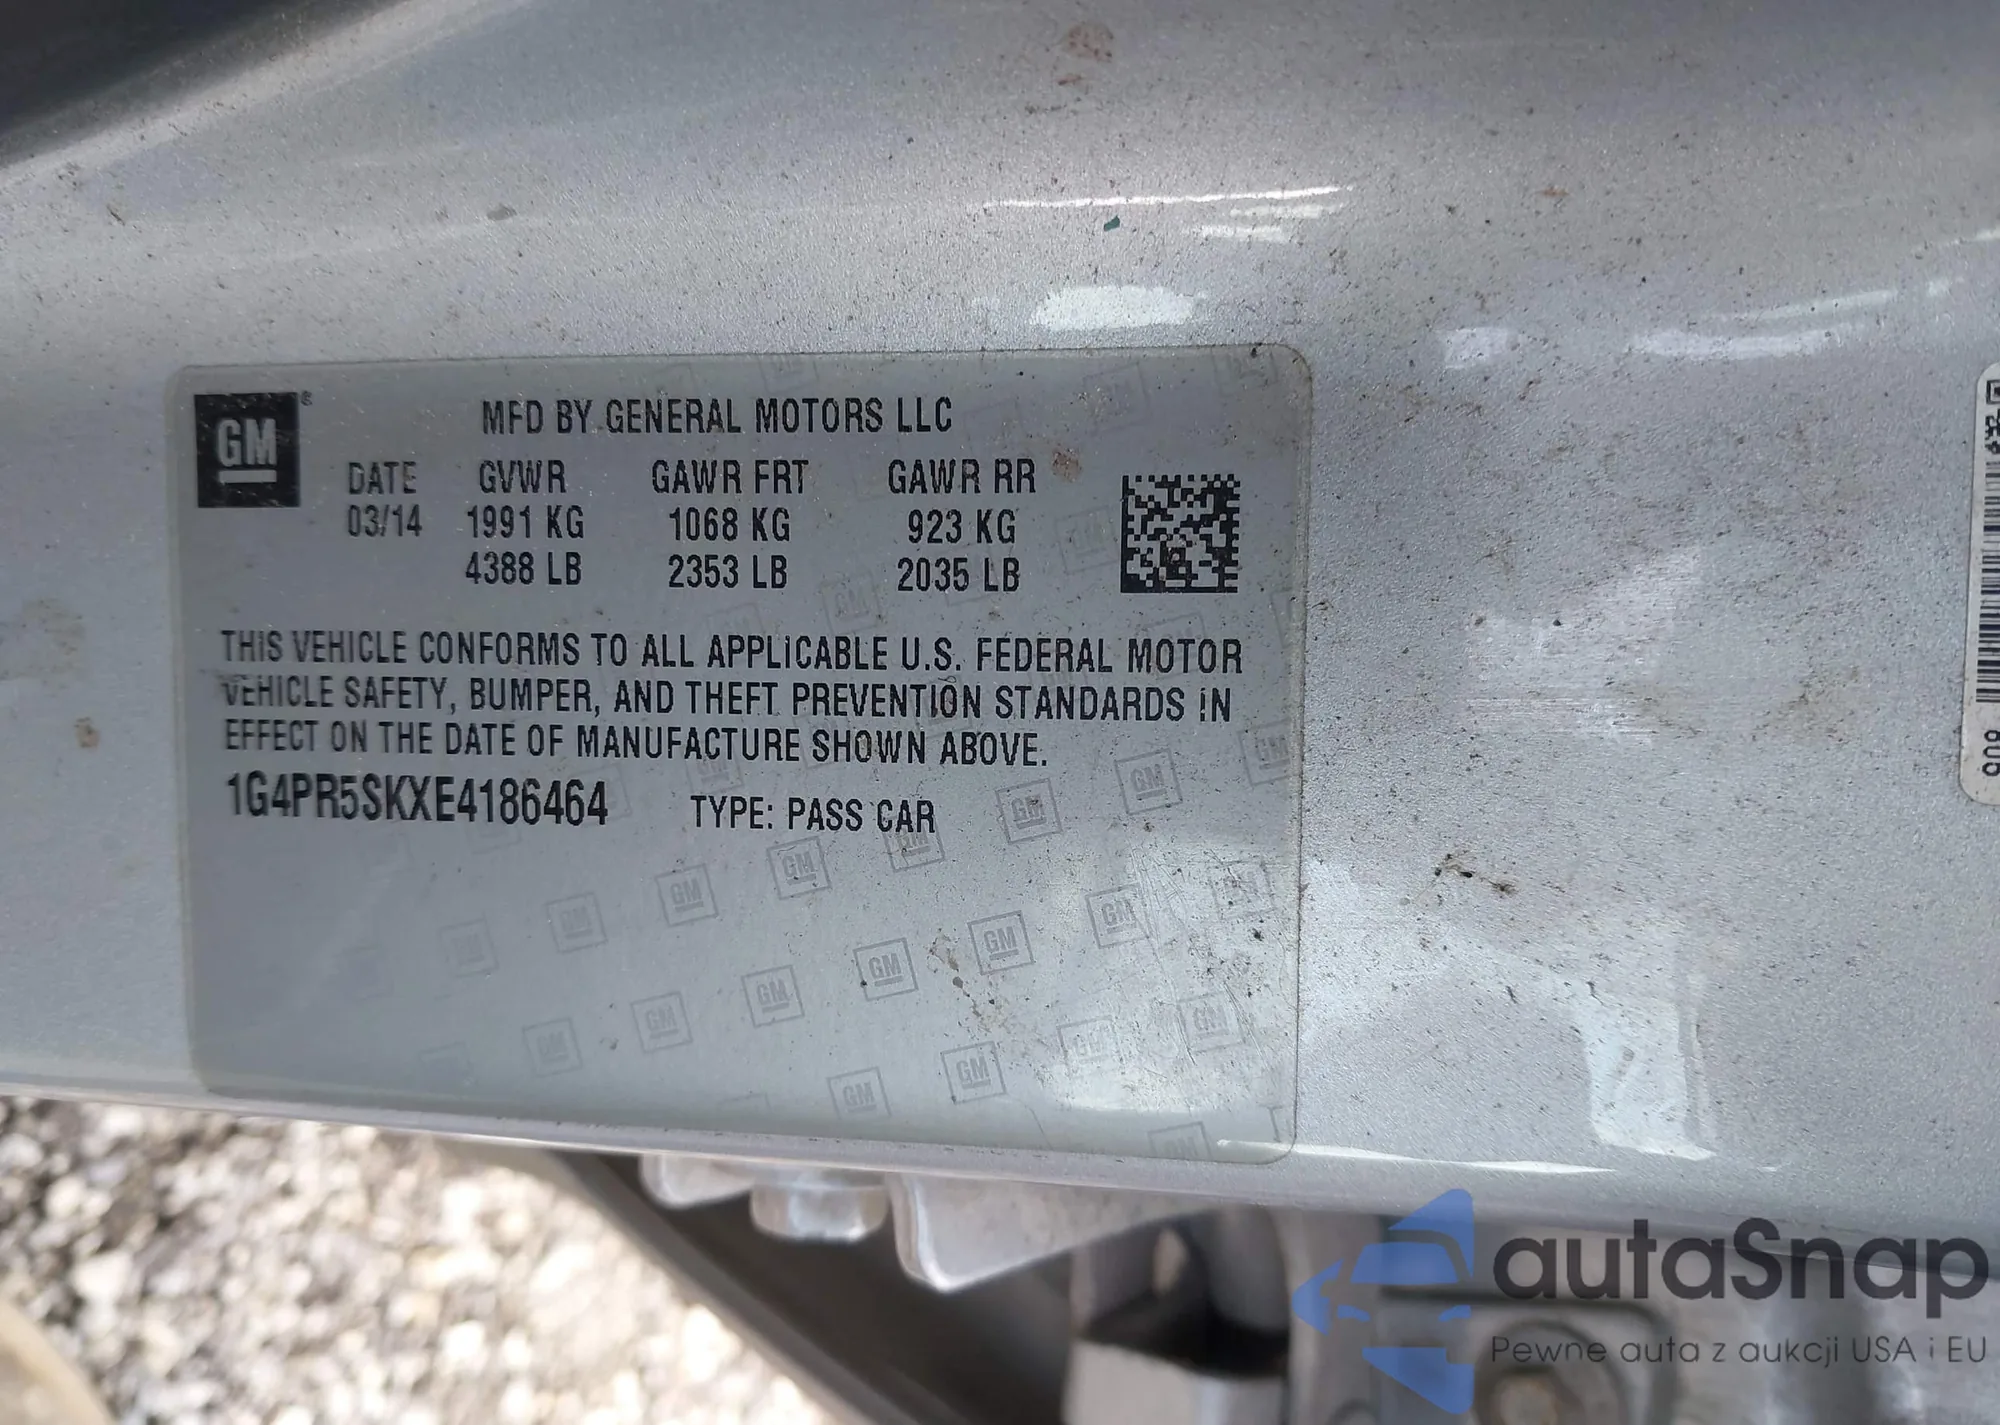 GM
MFD BY GENERAL MOTORS LLC
DATE GVWR GAWR FRT GAWR RR
03/14 1991 KG 1068 KG 923 KG
4388 LB 2353 LB 2035 LB
THIS VEHICLE CONFORMS TO ALL APPLICABLE U.S. FEDERAL MOTOR
VEHICLE SAFETY, BUMPER, AND THEFT PREVENTION STANDARDS IN
EFFECT ON THE DATE OF MANUFACTURE SHOWN ABOVE.
1G4PR5SKXE4186464 TYPE: PASS CAR
autaSnap
Pewne auta z aukcji USA i EU